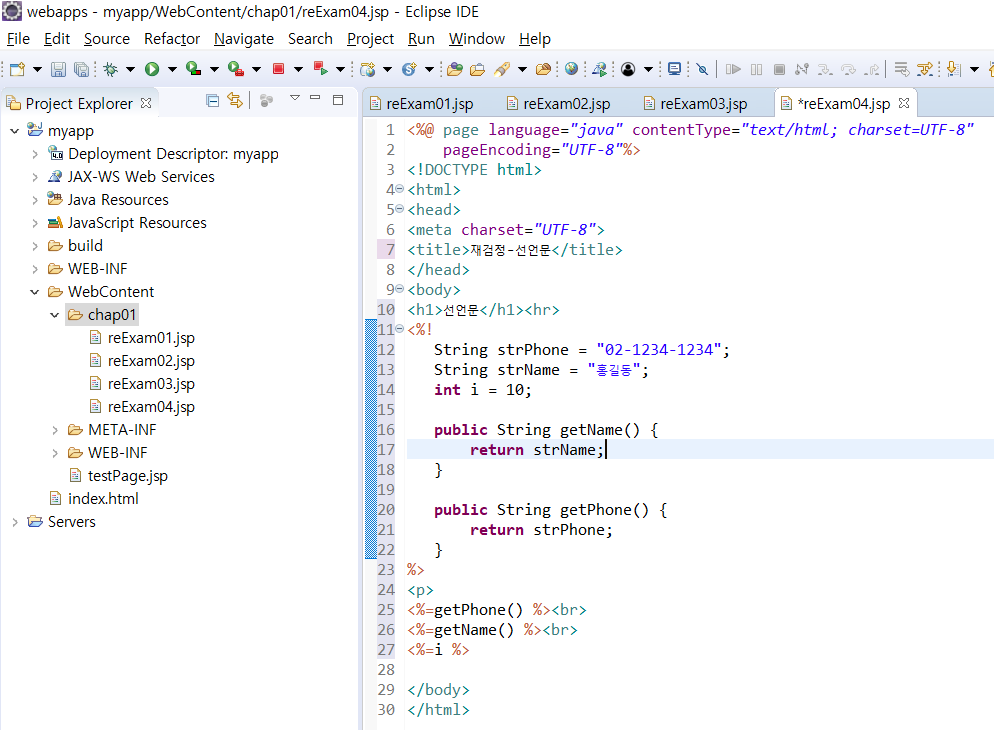 webapps - myapp/WebContent/chap01/reExam04.jsp - Eclipse IDE
File Edit Source Refactor Navigate Search Project Run Window Help
Project Explorer
myapp
Deployment Descriptor: myapp
JAX-WS Web Services
Java Resources
JavaScript Resources
build
WEB-INF
WebContent
chap01
reExam01.jsp
reExam02.jsp
reExam03.jsp
reExam04.jsp
META-INF
WEB-INF
testPage.jsp
index.html
Servers
reExam01.jsp reExam02.jsp reExam03.jsp *reExam04.jsp
1 <%@ page language="java" contentType="text/html; charset=UTF-8"
2 pageEncoding="UTF-8"%>
3 <!DOCTYPE html>
4 <html>
5 <head>
6 <meta charset="UTF-8">
7 <title>재검정-선언문</title>
8 </head>
9 <body>
10 <h1>선언문</h1><hr>
11 <%!
12 String strPhone = "02-1234-1234";
13 String strName = "홍길동";
14 int i = 10;
15
16 public String getName() {
17 return strName;
18 }
19
20 public String getPhone() {
21 return strPhone;
22 }
23 %>
24 <p>
25 <%=getPhone() %><br>
26 <%=getName() %><br>
27 <%=i %>
28
29 </body>
30 </html>